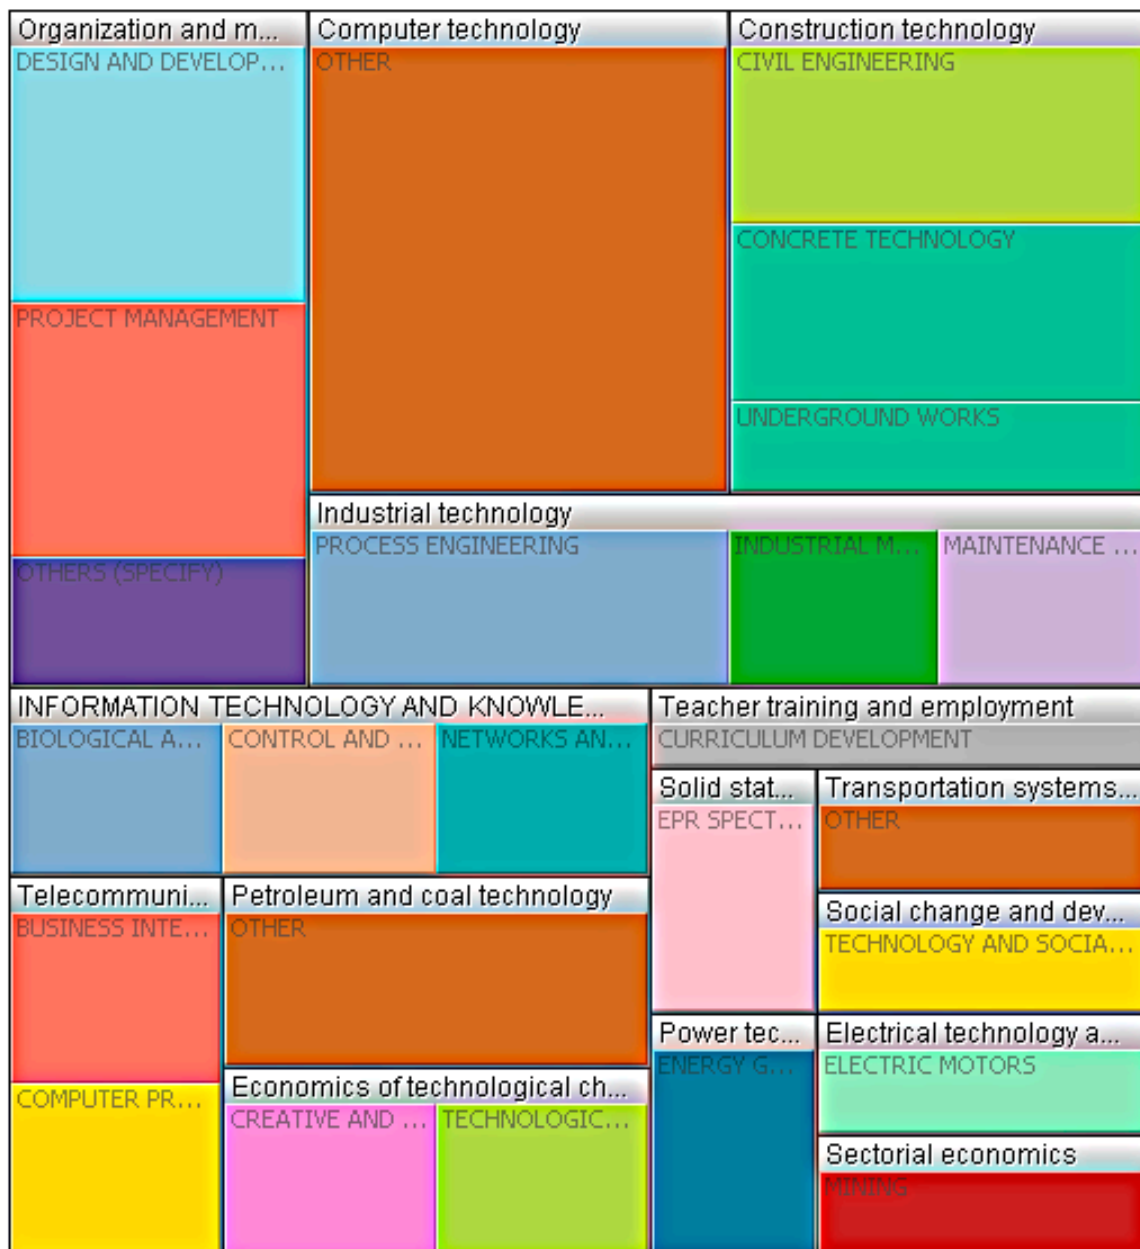 Organization and m...
DESIGN AND DEVELOP...
PROJECT MANAGEMENT
OTHERS (SPECIFY)
Computer technology
OTHER
Construction technology
CIVIL ENGINEERING
CONCRETE TECHNOLOGY
UNDERGROUND WORKS
Industrial technology
PROCESS ENGINEERING
INDUSTRIAL M...
MAINTENANCE ...
INFORMATION TECHNOLOGY AND KNOWLE...
BIOLOGICAL A...
CONTROL AND ...
NETWORKS AN...
Teacher training and employment
CURRICULUM DEVELOPMENT
Solid stat...
EPR SPECT...
Transportation systems...
OTHER
Social change and dev...
TECHNOLOGY AND SOCIA...
Telecommuni...
BUSINESS INTE...
COMPUTER PR...
Petroleum and coal technology
OTHER
Economics of technological ch...
CREATIVE AND ...
TECHNOLOGIC...
Power tec...
ENERGY G...
Electrical technology a...
ELECTRIC MOTORS
Sectorial economics
MINING